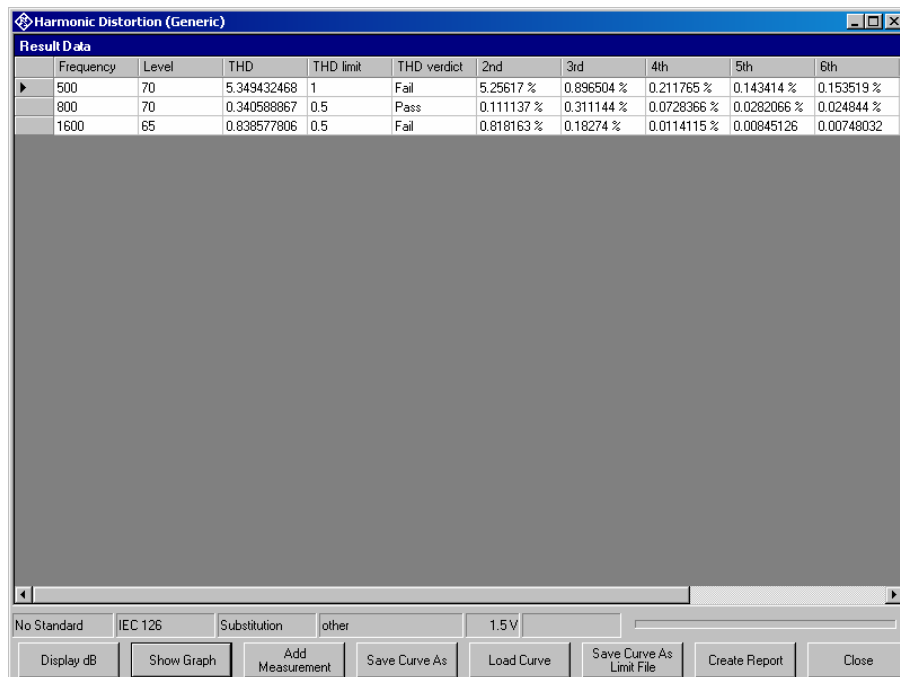 Harmonic Distortion (Generic)
Result Data
Frequency Level THD THD limit THD verdict 2nd 3rd 4th 5th 6th
500 70 5.349432468 1 Fail 5.25617 % 0.896504 % 0.211765 % 0.143414 % 0.153519 %
800 70 0.340588867 0.5 Pass 0.111137 % 0.311144 % 0.0728366 % 0.0282066 % 0.024844 %
1600 65 0.838577806 0.5 Fail 0.818163 % 0.18274 % 0.0114115 % 0.00845126 0.00748032
No Standard IEC 126 Substitution other 1.5 V
Display dB Show Graph Add Measurement Save Curve As Load Curve Save Curve As Limit File Create Report Close